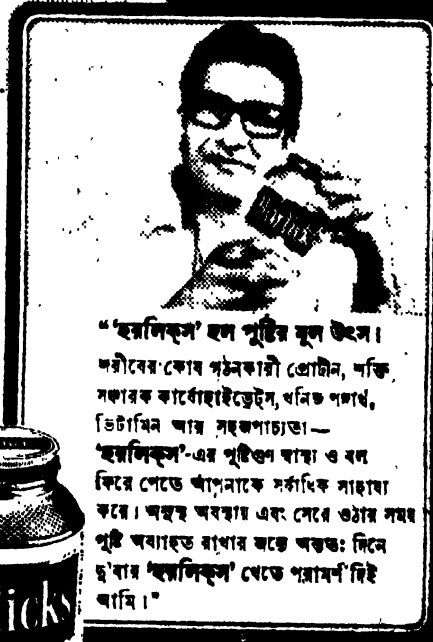 Horlicks
"'হরলিক্‌স' হল পুষ্টির মূল উৎস।
শরীরের কোষ গঠনকারী প্রোটীন, শক্তি
সঞ্চারক কার্বোহাইড্রেট্‌স, খনিজ পদার্থ,
ভিটামিন আর সহজপাচ্যতা—
'হরলিক্‌স'-এর পুষ্টিগুণ স্বাস্থ্য ও বল
ফিরে পেতে আপনাকে সর্বাধিক সাহায্য
করে। অসুস্থ অবস্থায় এবং সেরে ওঠার সময়
পুষ্টি অব্যাহত রাখার জন্যে অন্ততঃ দিনে
দু'বার 'হরলিক্‌স' খেতে পরামর্শ দিই
আমি।"
icks